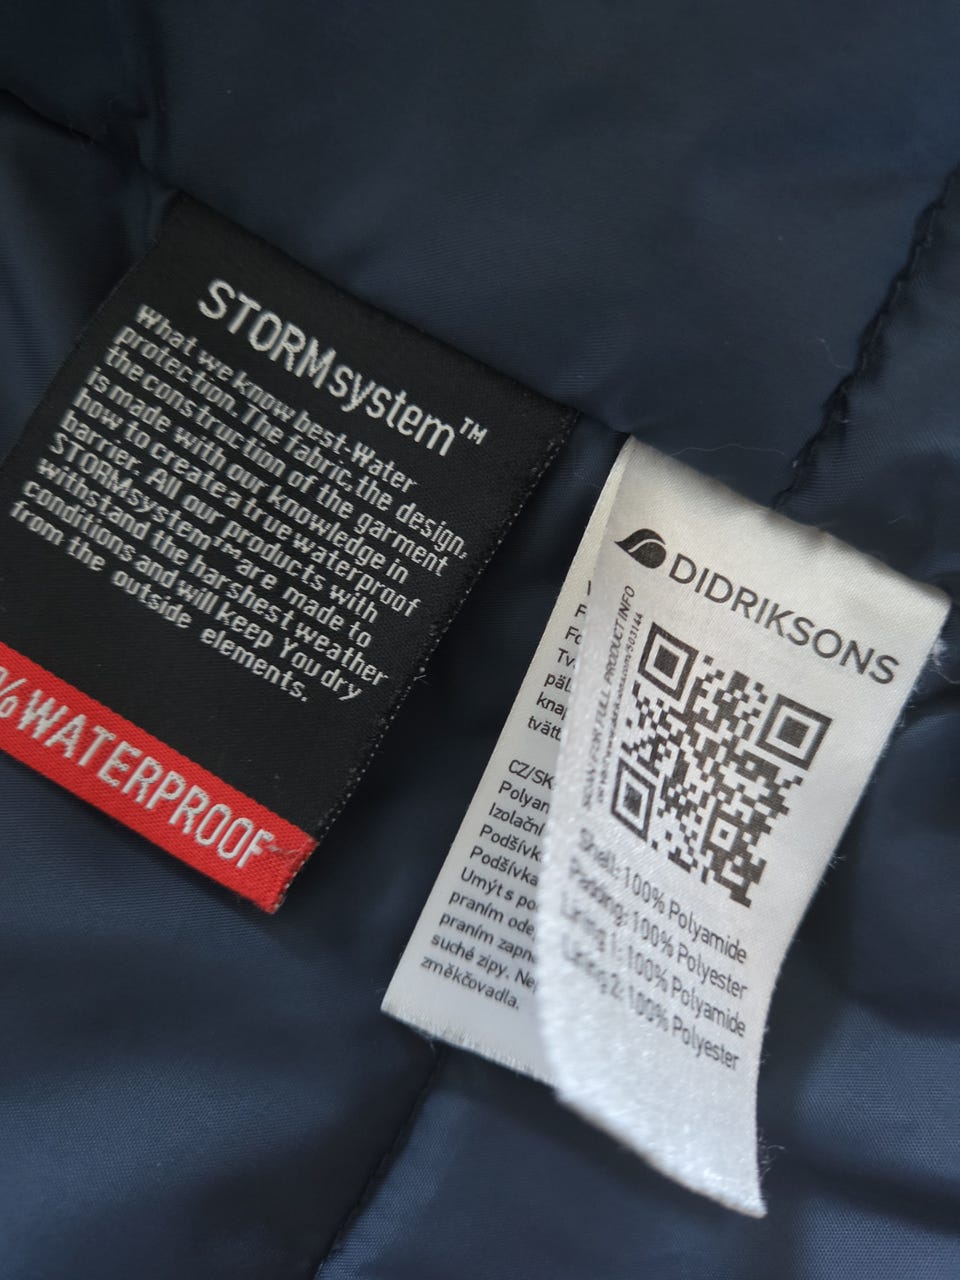 STORMsystem™
What we know best-Water
protection. The fabric, the design,
the construction of the garment
is made with our knowledge in
how to create a true waterproof
barrier. All our products with
STORMsystem™ are made to
withstand the harshest weather
conditions and will keep You dry
from the outside elements.
% WATERPROOF
DIDRIKSONS
SCAN FOR FULL PRODUCT INFO
Shell: 100% Polyamide
Padding: 100% Polyester
Lining 1: 100% Polyamide
Lining 2: 100% Polyester
CZ/SK
Izolační
Podšívk
Podšívka
Umýt s po
praním ode
praním zapn
suché zipy. Ne
změkčovadla.